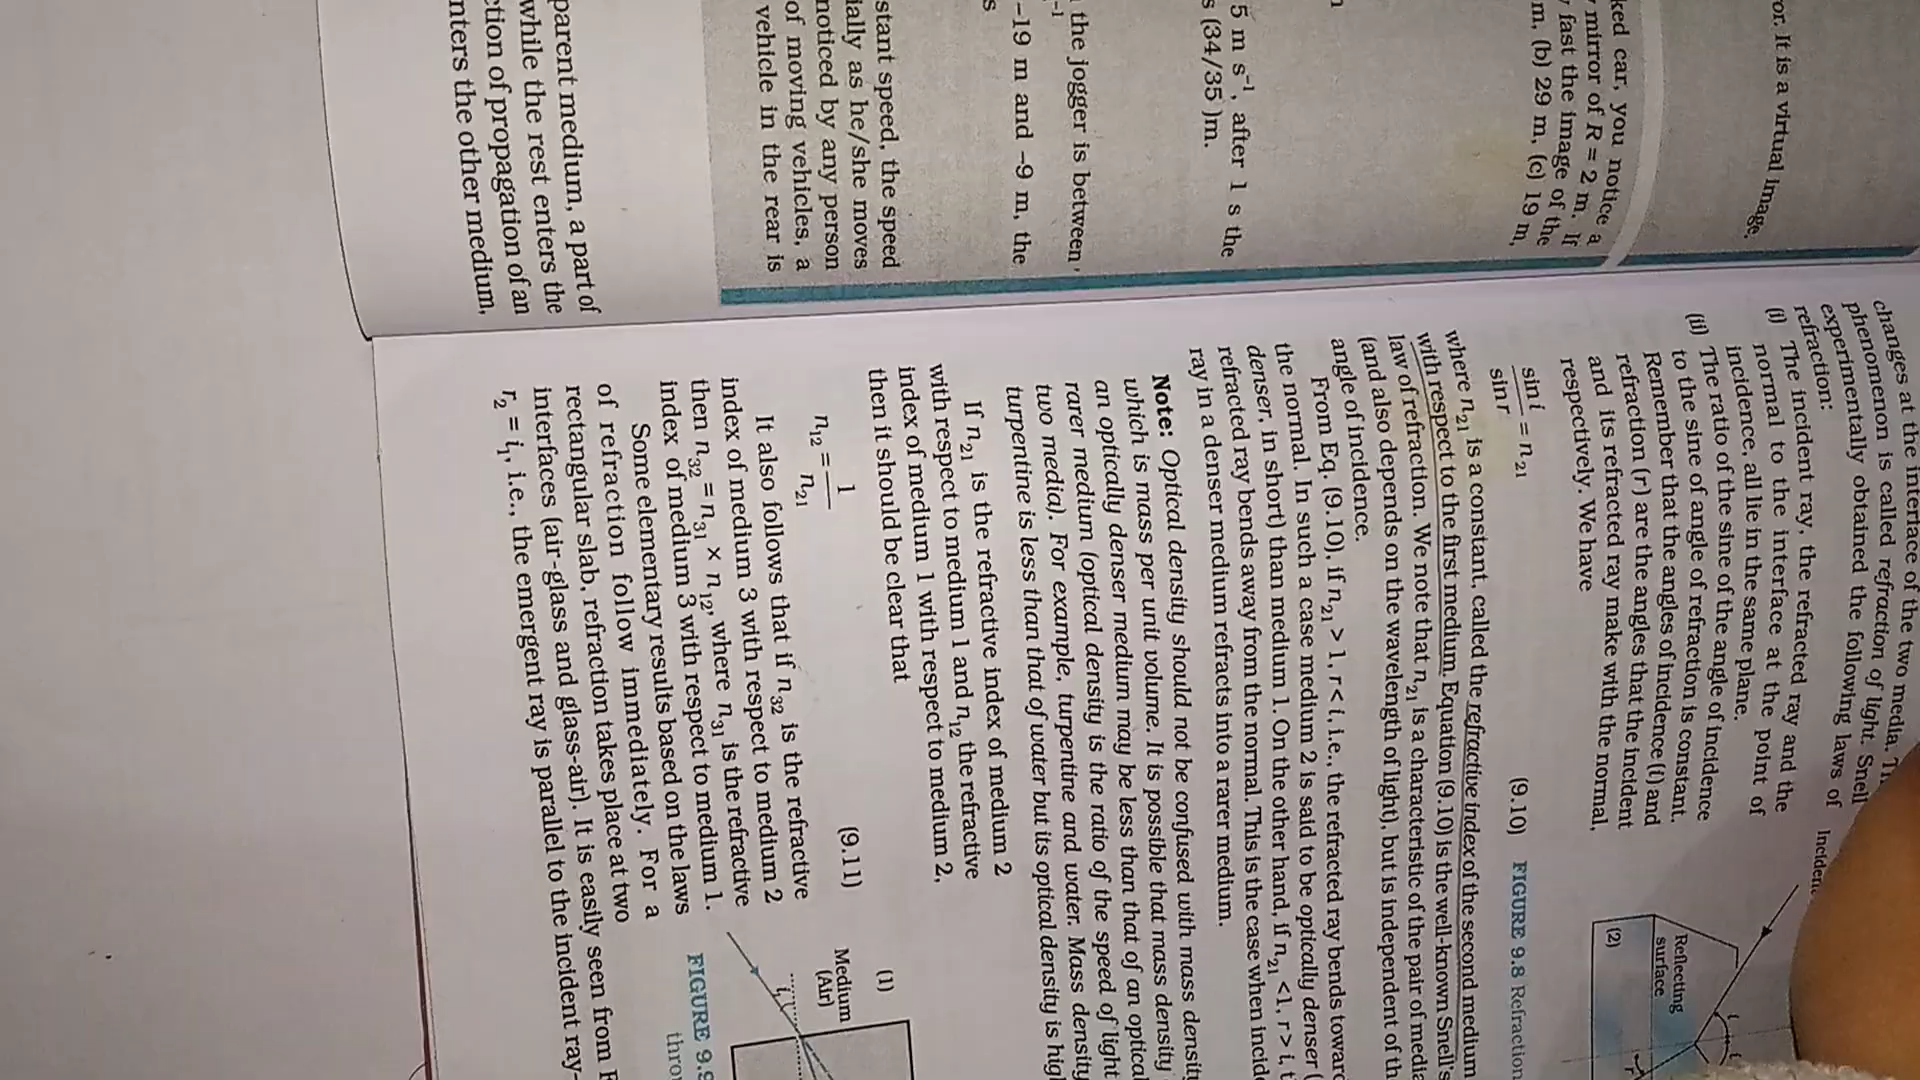 or. It is a virtual image.
ked car, you notice a
mirror of R = 2 m. If
fast the image of the
m, (b) 29 m, (c) 19 m,
5 m s⁻¹, after 1 s the
s (34/35 )m.
the jogger is between
⁻¹
-19 m and -9 m, the
s
stant speed, the speed
ially as he/she moves
noticed by any person
of moving vehicles, a
vehicle in the rear is
parent medium, a part of
while the rest enters the
ction of propagation of an
nters the other medium,
changes at the interface of the two media.
phenomenon is called refraction of light. Snell
experimentally obtained the following laws of
refraction:
(i) The incident ray, the refracted ray and the
normal to the interface at the point of
incidence, all lie in the same plane.
(ii) The ratio of the sine of the angle of incidence
to the sine of angle of refraction is constant.
Remember that the angles of incidence (i) and
refraction (r) are the angles that the incident
and its refracted ray make with the normal,
respectively. We have
sin i / sin r = n₂₁ (9.10)
where n₂₁ is a constant, called the refractive index of the second medium
with respect to the first medium. Equation (9.10) is the well-known Snell's
law of refraction. We note that n₂₁ is a characteristic of the pair of media
(and also depends on the wavelength of light), but is independent of th
angle of incidence.
From Eq. (9.10), if n₂₁ > 1, r < i, i.e., the refracted ray bends toward
the normal. In such a case medium 2 is said to be optically denser (
denser, in short) than medium 1. On the other hand, if n₂₁ <1, r > i, t
refracted ray bends away from the normal. This is the case when incid
ray in a denser medium refracts into a rarer medium.
Note: Optical density should not be confused with mass density
which is mass per unit volume. It is possible that mass density
an optically denser medium may be less than that of an optical
rarer medium (optical density is the ratio of the speed of light
two media). For example, turpentine and water. Mass density
turpentine is less than that of water but its optical density is hig
If n₂₁ is the refractive index of medium 2
with respect to medium 1 and n₁₂ the refractive
index of medium 1 with respect to medium 2,
then it should be clear that
n₁₂ = 1 / n₂₁ (9.11)
It also follows that if n₃₂ is the refractive
index of medium 3 with respect to medium 2
then n₃₂ = n₃₁ × n₁₂, where n₃₁ is the refractive
index of medium 3 with respect to medium 1.
Some elementary results based on the laws
of refraction follow immediately. For a
rectangular slab, refraction takes place at two
interfaces (air-glass and glass-air). It is easily seen from F
r₂ = i₁, i.e., the emergent ray is parallel to the incident ray-
Inciden
Reflecting
surface
(2)
i
r
FIGURE 9.8 Refraction
(1)
Medium
(Air)
i₁
FIGURE 9.9
thro